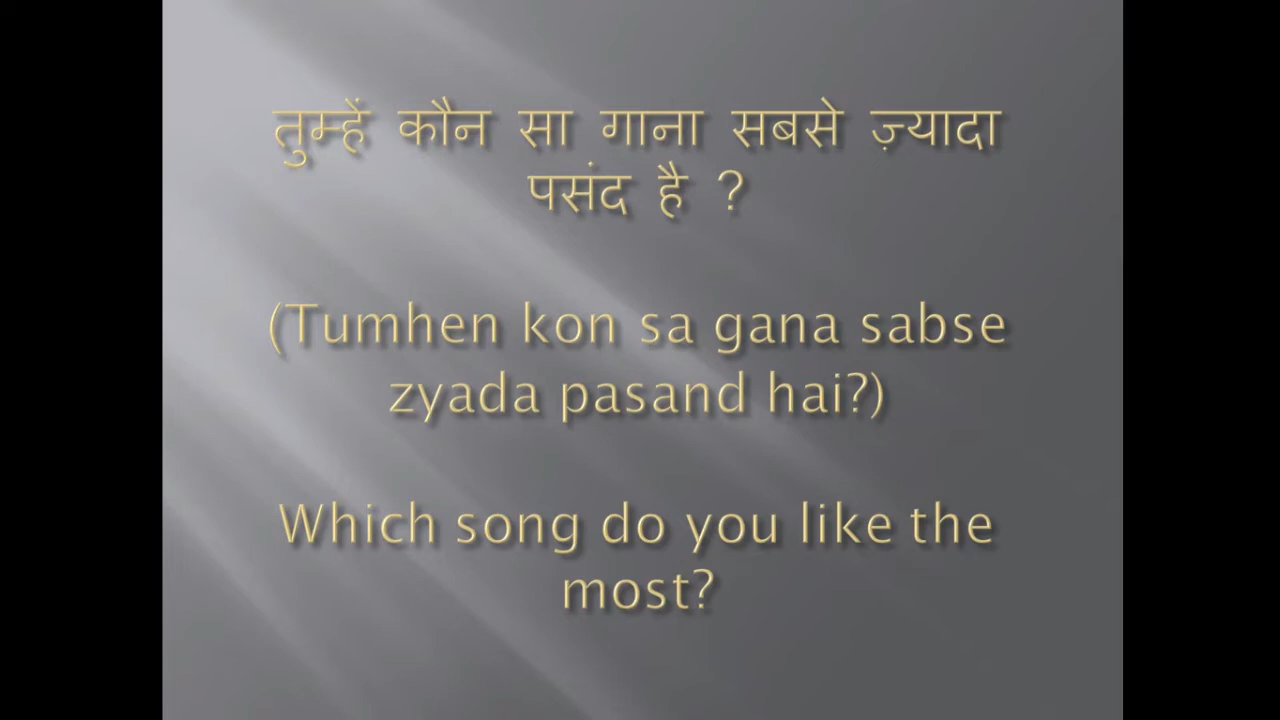 तुम्हें कौन सा गाना सबसे ज़्यादा
पसंद है ?
(Tumhen kon sa gana sabse
zyada pasand hai?)
Which song do you like the
most?